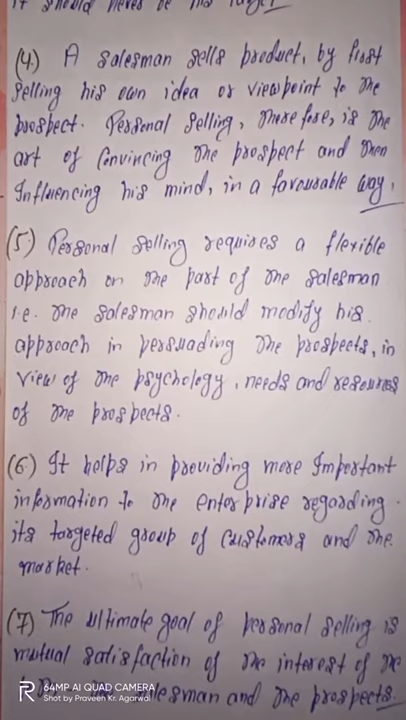 it should never be his target.
(4.) A salesman sells product, by first
selling his own idea or viewpoint to the
prospect. Personal selling, therefore, is the
art of Convincing the prospect and then
Influencing his mind, in a favourable way.
(5) Personal selling requires a flexible
approach on the part of the salesman
i.e. the salesman should modify his
approach in persuading the prospects, in
view of the psychology, needs and resources
of the prospects.
(6) It helps in providing more Important
information to the enterprise regarding
its targeted group of customers and the
market.
(7) The ultimate goal of personal selling is
mutual satisfaction of the interest of the
salesman and the prospects.
64MP AI QUAD CAMERA
Shot by Praveen Kr. Agarwal